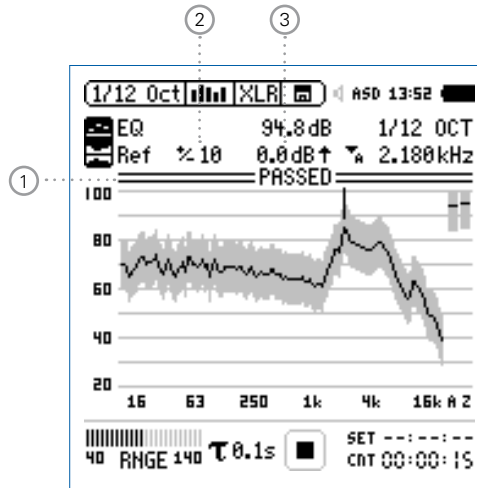 2 3
1/12 Oct XLR ASD 13:52
EQ 94.8dB 1/12 OCT
Ref ⁺⁄₋ 10 0.0dB↑ ▼A 2.180kHz
1 PASSED
100
80
60
40
20
16 63 250 1k 4k 16k A Z
40 RNGE 140 τ 0.1s SET --:--:--
CNT 00:00:15